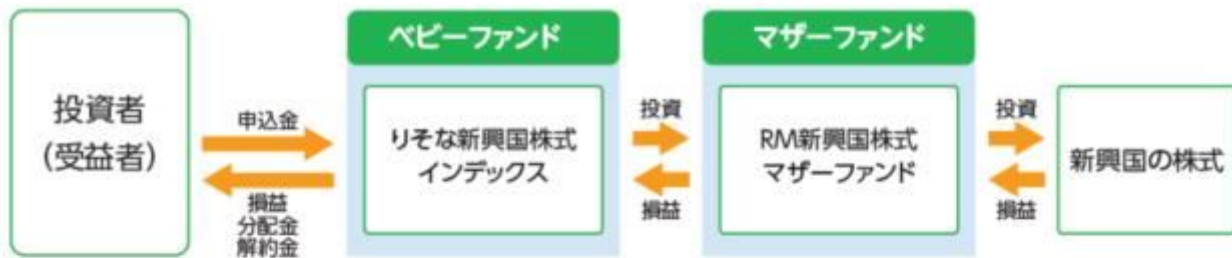 ベビーファンド
マザーファンド
投資者
(受益者)
申込金
損益
分配金
解約金
りそな新興国株式
インデックス
投資
損益
RM新興国株式
マザーファンド
投資
損益
新興国の株式